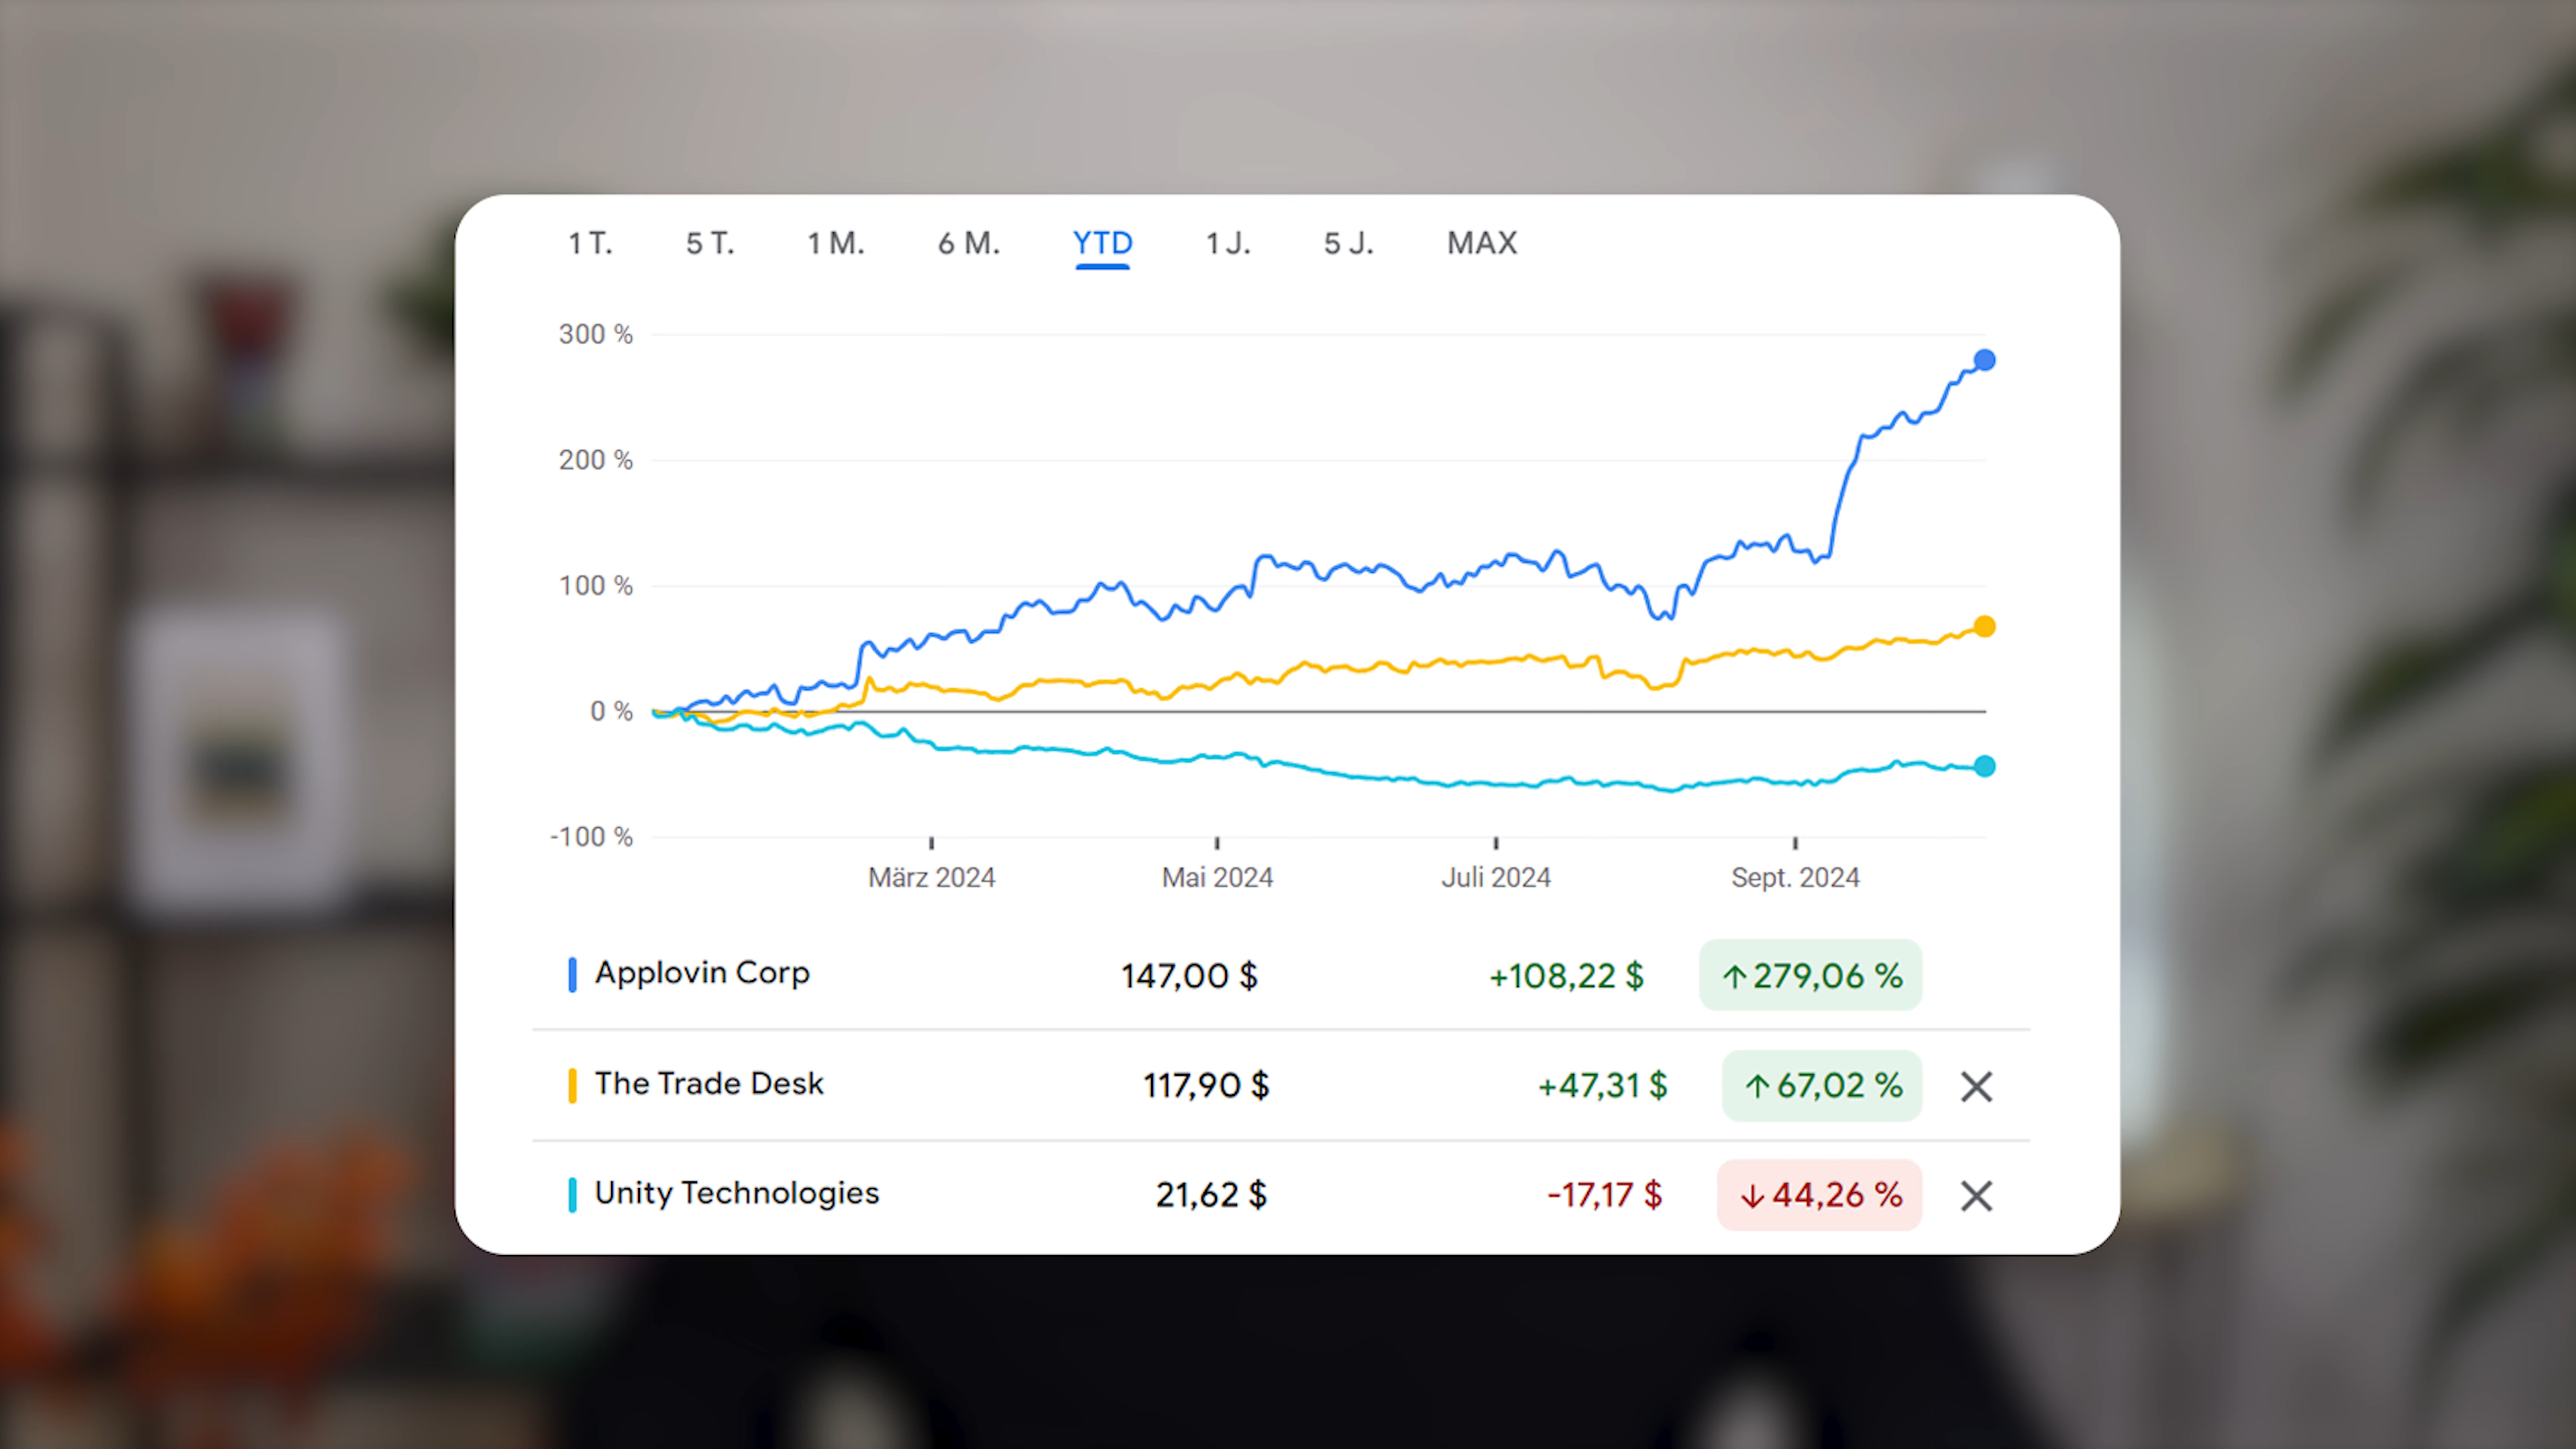 1 T. 5 T. 1 M. 6 M. YTD 1 J. 5 J. MAX
300 %
200 %
100 %
0 %
-100 %
März 2024 Mai 2024 Juli 2024 Sept. 2024
Applovin Corp 147,00 $ +108,22 $ ↑279,06 %
The Trade Desk 117,90 $ +47,31 $ ↑67,02 %
Unity Technologies 21,62 $ -17,17 $ ↓44,26 %